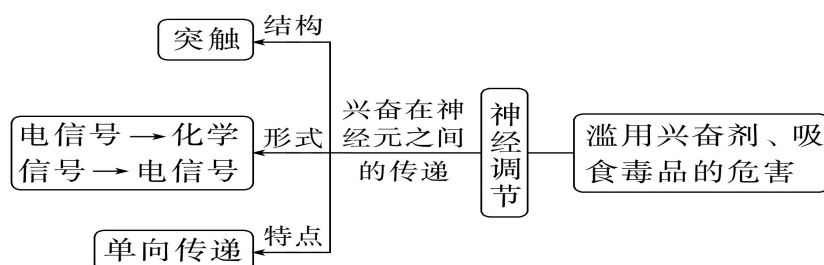 突触
结构
电信号→化学
信号→电信号
形式
单向传递
特点
兴奋在神
经元之间
的传递
神经调节
滥用兴奋剂、吸
食毒品的危害